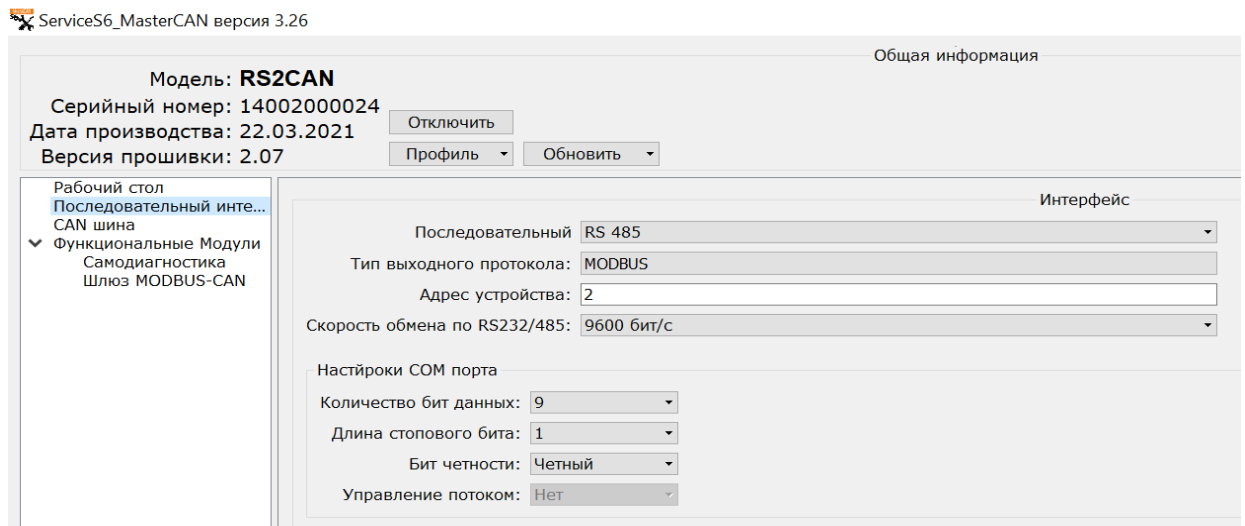 ServiceS6_MasterCAN версия 3.26
Общая информация
Модель: RS2CAN
Серийный номер: 14002000024
Дата производства: 22.03.2021
Версия прошивки: 2.07
Отключить
Профиль
Обновить
Рабочий стол
Последовательный инте...
CAN шина
Функциональные Модули
Самодиагностика
Шлюз MODBUS-CAN
Интерфейс
Последовательный RS 485
Тип выходного протокола: MODBUS
Адрес устройства: 2
Скорость обмена по RS232/485: 9600 бит/с
Настйроки COM порта
Количество бит данных: 9
Длина стопового бита: 1
Бит четности: Четный
Управление потоком: Нет